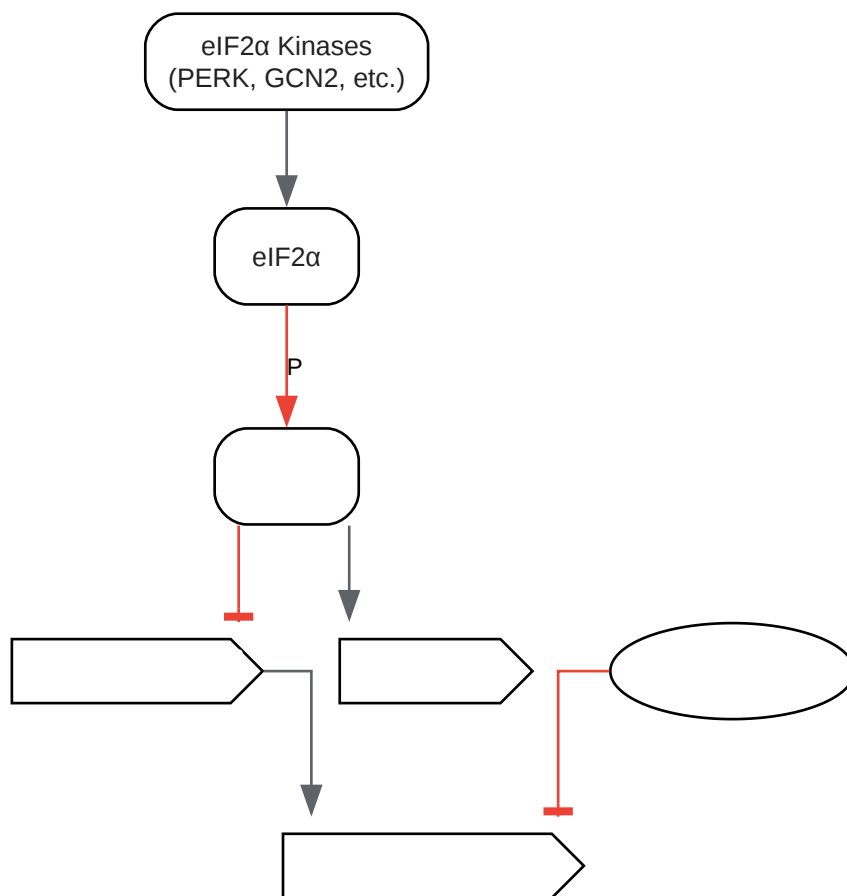 eIF2α Kinases
(PERK, GCN2, etc.)
eIF2α
P